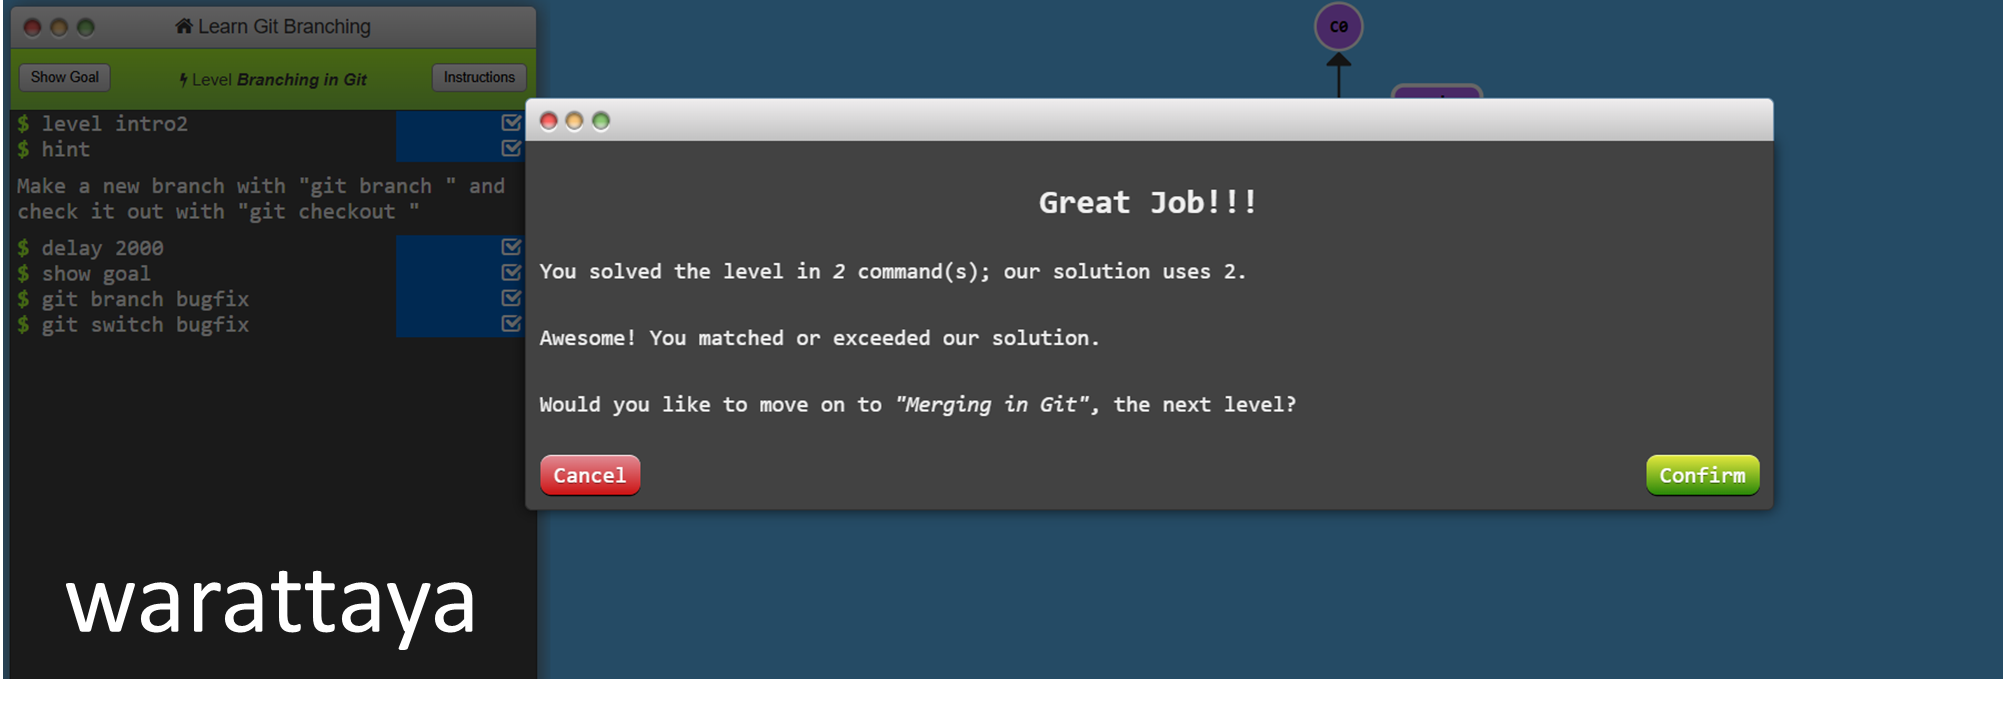 Learn Git Branching
Show Goal
Level Branching in Git
Instructions
$ level intro2
$ hint
Make a new branch with "git branch " and
check it out with "git checkout "
$ delay 2000
$ show goal
$ git branch bugfix
$ git switch bugfix
warattaya
C0
Great Job!!!
You solved the level in 2 command(s); our solution uses 2.
Awesome! You matched or exceeded our solution.
Would you like to move on to "Merging in Git", the next level?
Cancel
Confirm